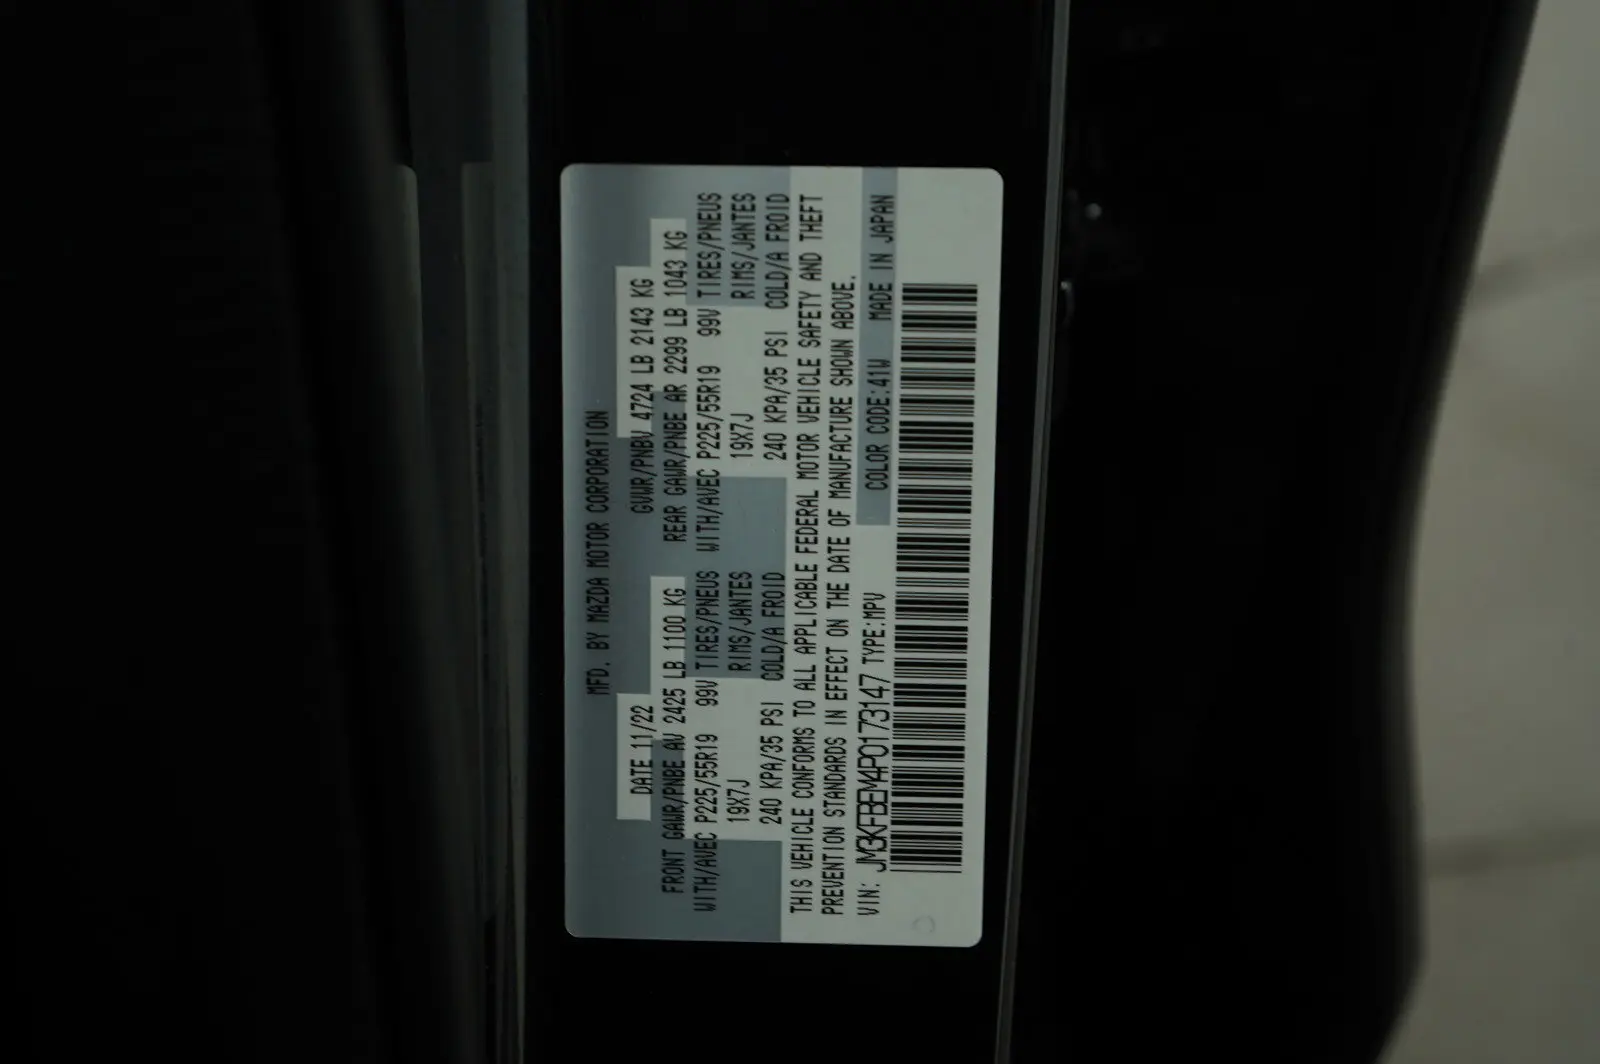 MFD. BY MAZDA MOTOR CORPORATION
DATE 11/22 GVWR/PNBV 4724 LB 2143 KG
FRONT GAWR/PNBE AV 2425 LB 1100 KG REAR GAWR/PNBE AR 2299 LB 1043 KG
WITH/AVEC P225/55R19 99V TIRES/PNEUS WITH/AVEC P225/55R19 99V TIRES/PNEUS
19X7J RIMS/JANTES 19X7J RIMS/JANTES
240 KPA/35 PSI COLD/A FROID 240 KPA/35 PSI COLD/A FROID
THIS VEHICLE CONFORMS TO ALL APPLICABLE FEDERAL MOTOR VEHICLE SAFETY AND THEFT
PREVENTION STANDARDS IN EFFECT ON THE DATE OF MANUFACTURE SHOWN ABOVE.
VIN: JM3KFBEM4P0173147 TYPE:MPV COLOR CODE:41W MADE IN JAPAN